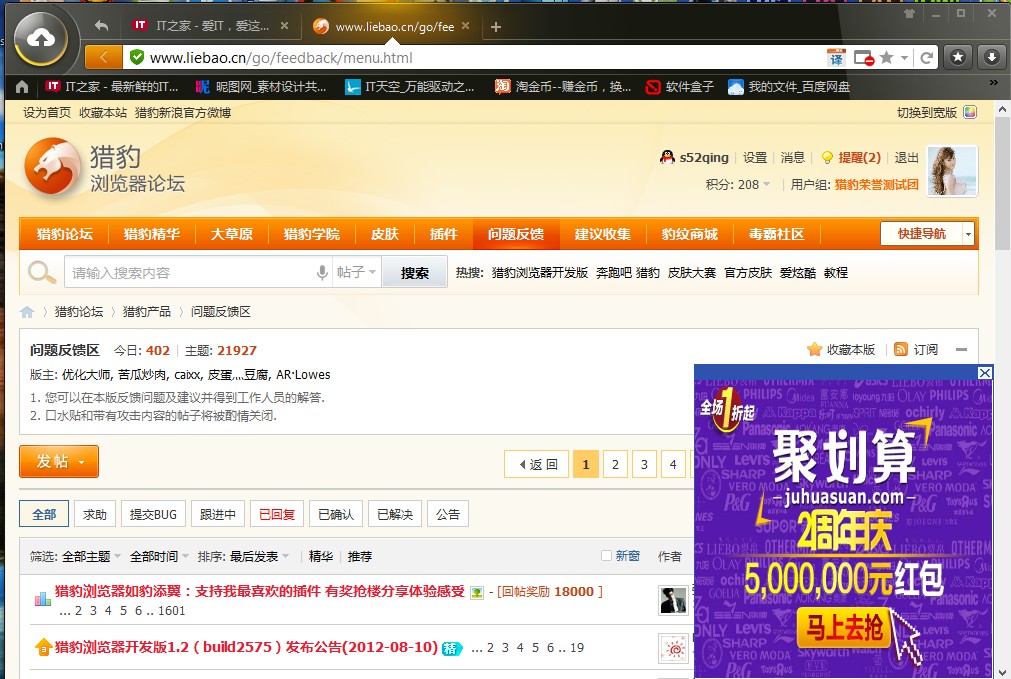 IT之家 - 爱IT，爱这...
www.liebao.cn/go/fee
www.liebao.cn/go/feedback/menu.html
译
IT之家 - 最新鲜的IT...
昵图网_素材设计共...
IT天空_万能驱动之...
淘金币--赚金币，换...
软件盒子
我的文件_百度网盘
设为首页 收藏本站 猎豹新浪官方微博
切换到宽版
猎豹
浏览器论坛
s52qing 设置 消息 提醒(2) 退出
积分: 208 用户组: 猎豹荣誉测试团
猎豹论坛 猎豹精华 大草原 猎豹学院 皮肤 插件 问题反馈 建议收集 豹纹商城 毒霸社区 快捷导航
请输入搜索内容 帖子 搜索 热搜: 猎豹浏览器开发版 奔跑吧 猎豹 皮肤大赛 官方皮肤 爱炫酷 教程
猎豹论坛 〉 猎豹产品 〉 问题反馈区
问题反馈区 今日: 402 主题: 21927
收藏本版 订阅
版主: 优化大师, 苦瓜炒肉, caixx, 皮蛋灬豆腐, AR·Lowes
1. 您可以在本版反馈问题及建议并得到工作人员的解答.
2. 口水贴和带有攻击内容的帖子将被酌情关闭.
发帖
返回 1 2 3 4
全部 求助 提交BUG 跟进中 已回复 已确认 已解决 公告
筛选: 全部主题 全部时间 排序: 最后发表 精华 推荐
新窗 作者
猎豹浏览器如豹添翼：支持我最喜欢的插件 有奖抢楼分享体验感受 - [回帖奖励 18000 ]
... 2 3 4 5 6 .. 1601
猎豹浏览器开发版1.2（build2575）发布公告(2012-08-10) 精 ... 2 3 4 5 6 .. 19
全场1折起
聚划算
juhuasuan.com
2周年庆
5,000,000元红包
马上去抢